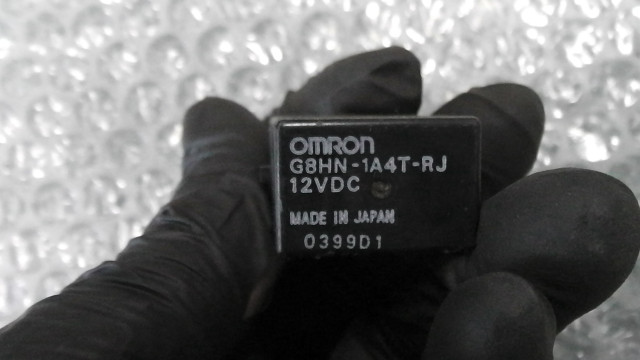 OMRON
G8HN-1A4T-RJ
12VDC
MADE IN JAPAN
0399D1